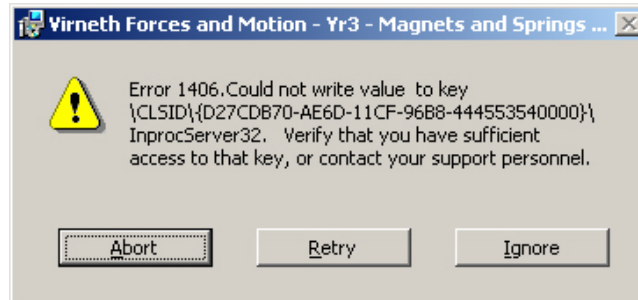 Virneth Forces and Motion - Yr3 - Magnets and Springs ...
Error 1406.Could not write value to key
\CLSID\{D27CDB70-AE6D-11CF-96B8-444553540000}\
InprocServer32. Verify that you have sufficient
access to that key, or contact your support personnel.
Abort Retry Ignore